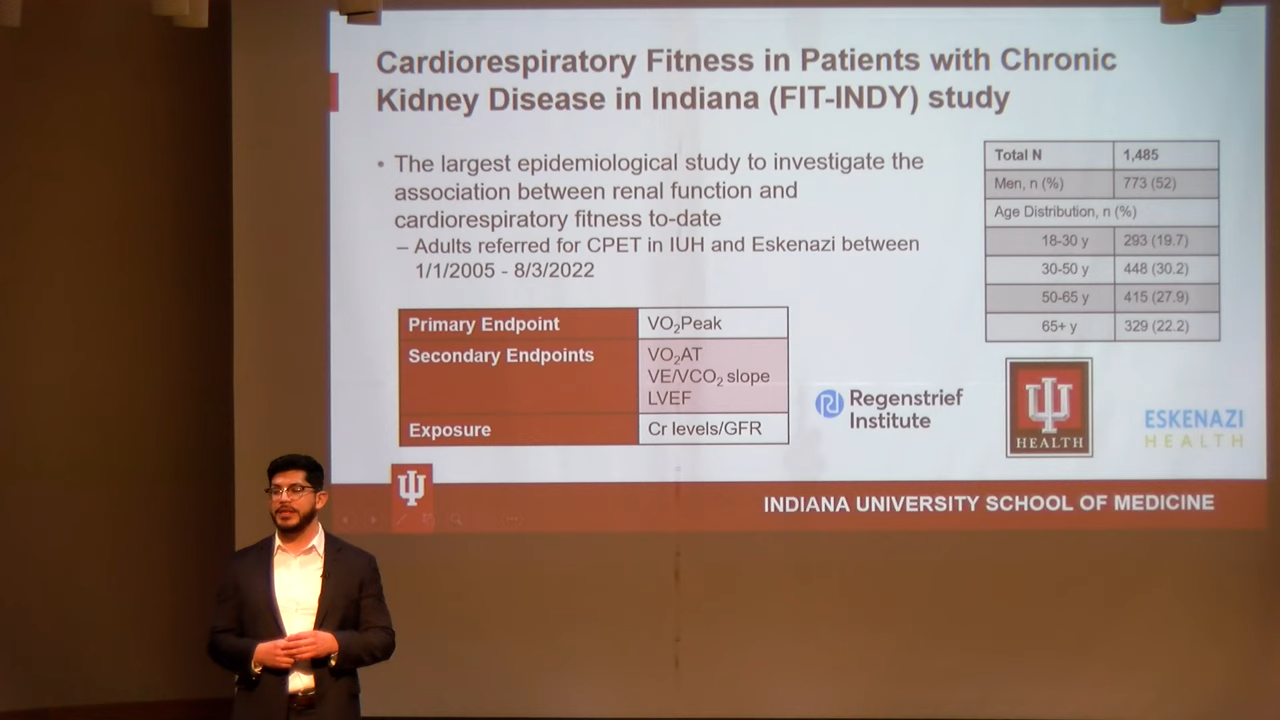 Cardiorespiratory Fitness in Patients with Chronic
Kidney Disease in Indiana (FIT-INDY) study
• The largest epidemiological study to investigate the
association between renal function and
cardiorespiratory fitness to-date
– Adults referred for CPET in IUH and Eskenazi between
1/1/2005 - 8/3/2022
Total N 1,485
Men, n (%) 773 (52)
Age Distribution, n (%)
18-30 y 293 (19.7)
30-50 y 448 (30.2)
50-65 y 415 (27.9)
65+ y 329 (22.2)
Primary Endpoint VO₂Peak
Secondary Endpoints VO₂AT
VE/VCO₂ slope
LVEF
Exposure Cr levels/GFR
Regenstrief
Institute
HEALTH
ESKENAZI
HEALTH
INDIANA UNIVERSITY SCHOOL OF MEDICINE